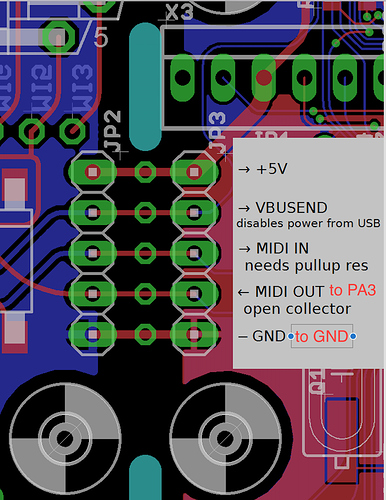 X3
5
JP2
JP3
→ +5V
→ VBUSEND
disables power from USB
→ MIDI IN
needs pullup res
← MIDI OUT to PA3
open collector
– GND to GND